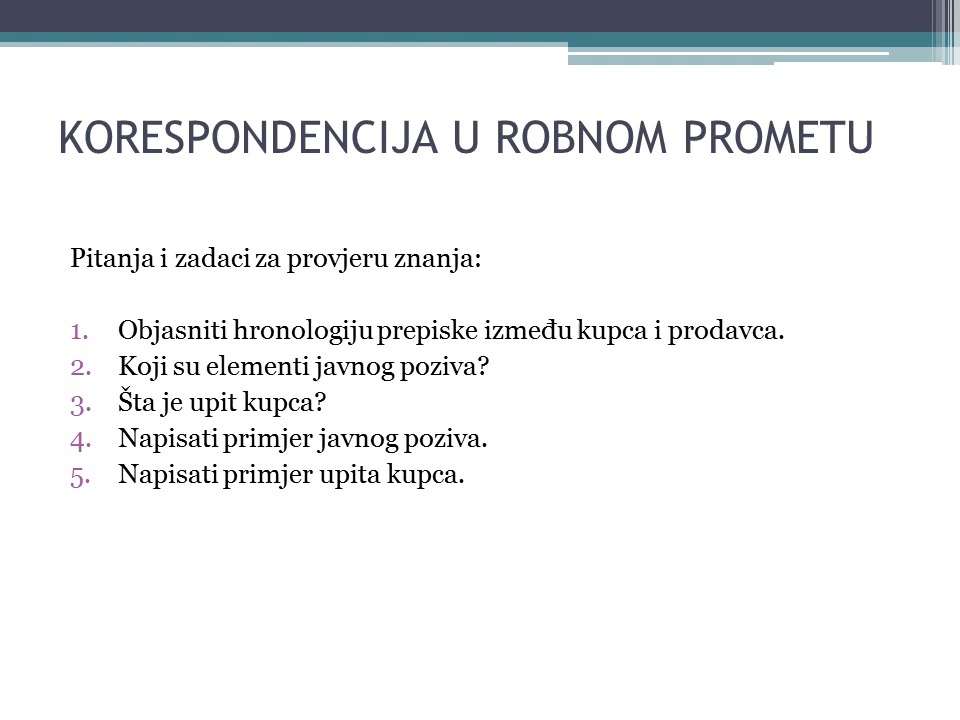 KORESPONDENCIJA U ROBNOM PROMETU
Pitanja i zadaci za provjeru znanja:
1. Objasniti hronologiju prepiske između kupca i prodavca.
2. Koji su elementi javnog poziva?
3. Šta je upit kupca?
4. Napisati primjer javnog poziva.
5. Napisati primjer upita kupca.